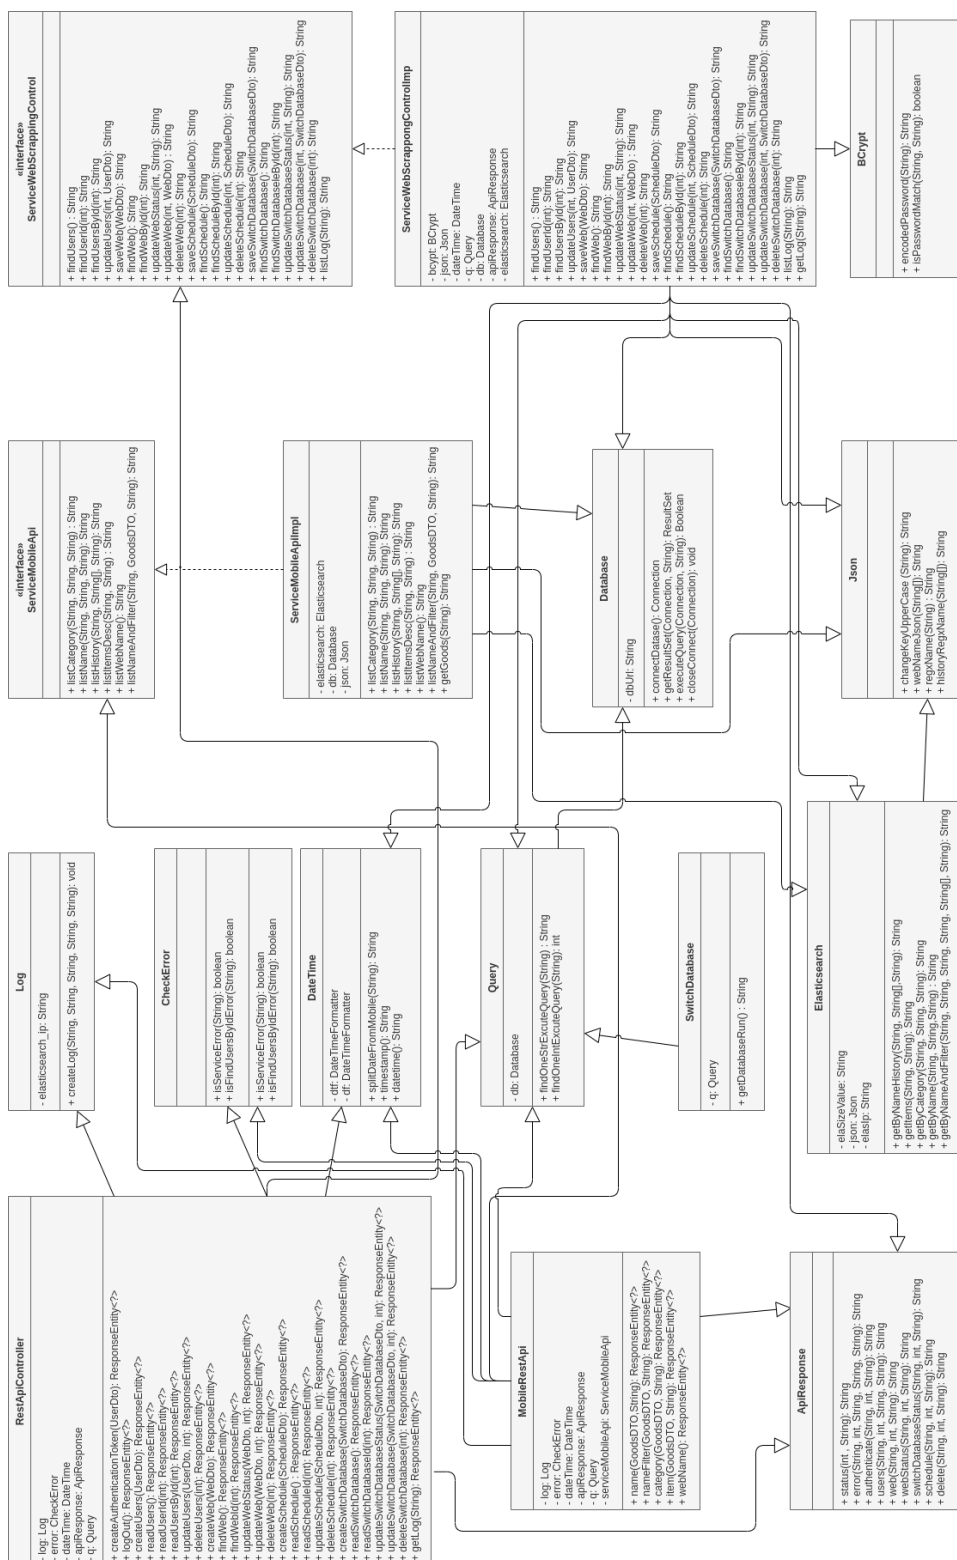 RestApiController
- log: Log
- error: CheckError
- dateTime: DateTime
- apiResponse: ApiResponse
- q: Query
+ createAuthenticationToken(UserDto): ResponseEntity<?>
+ logOut(): ResponseEntity<?>
+ createUsers(UserDto): ResponseEntity<?>
+ readUsers(): ResponseEntity<?>
+ readUserId(int): ResponseEntity<?>
+ readUsersById(int): ResponseEntity<?>
+ updateUsers(UserDto, int): ResponseEntity<?>
+ deleteUsers(int): ResponseEntity<?>
+ createWeb(WebDto): ResponseEntity<?>
+ findWeb(): ResponseEntity<?>
+ findWebId(int): ResponseEntity<?>
+ updateWebStatus(WebDto, int): ResponseEntity<?>
+ updateWeb(WebDto, int): ResponseEntity<?>
+ deleteWeb(int): ResponseEntity<?>
+ createSchedule(ScheduleDto): ResponseEntity<?>
+ readSchedule() : ResponseEntity<?>
+ readScheduleId(int): ResponseEntity<?>
+ updateSchedule(ScheduleDto, int): ResponseEntity<?>
+ deleteSchedule(int): ResponseEntity<?>
+ createSwitchDatabase(SwitchDatabaseDto): ResponseEntity<?>
+ readSwitchDatabase(): ResponseEntity<?>
+ readSwitchDatabaseId(int): ResponseEntity<?>
+ updateSwitchDatabaseStatus(SwitchDatabaseDto, int): ResponseEntity<?>
+ updateSwitchDatabase(SwitchDatabaseDto, int): ResponseEntity<?>
+ deleteSwitchDatabase(int): ResponseEntity<?>
+ getLog(String): ResponseEntity<?>
Log
- elasticsearch_ip: String
+ createLog(String, String, String, String): void
«interface»
ServiceMobileApi
+ listCategory(String, String) : String
+ listName(String, String): String
+ listHistory(String, String[], String): String
+ listItemsDesc(String, String) : String
+ listWebName(): String
+ listNameAndFilter(String, GoodsDTO, String): String
«interface»
ServiceWebScrappingControl
+ findUsers() : String
+ findUserId(int): String
+ findUsersById(int): String
+ updateUsers(int, UserDto): String
+ saveWeb(WebDto): String
+ findWeb(): String
+ findWebById(int): String
+ updateWebStatus(int, String): String
+ updateWeb(int, WebDto) : String
+ deleteWeb(int): String
+ saveSchedule(ScheduleDto): String
+ findSchedule(): String
+ findScheduleById(int): String
+ updateSchedule(int, ScheduleDto): String
+ deleteSchedule(int): String
+ saveSwitchDatabase(SwitchDatabaseDto): String
+ findSwitchDatabase(): String
+ findSwitchDatabaseById(int): String
+ updateSwitchDatabaseStatus(int, String): String
+ updateSwitchDatabase(int, SwitchDatabaseDto): String
+ deleteSwitchDatabase(int): String
+ listLog(String): String
CheckError
+ isServiceError(String): boolean
+ isFindUsersByIdError(String): boolean
+ isServiceError(String): boolean
+ isFindUsersByIdError(String): boolean
DateTime
- dtf: DateTimeFormatter
- df: DateTimeFormatter
+ splitDateFromMobile(String): String
+ timestamp(): String
+ datetime(): String
ServiceMobileApiImpl
- elasticsearch: Elasticsearch
- db: Database
- json: Json
+ listCategory(String, String) : String
+ listName(String, String): String
+ listHistory(String, String[], String): String
+ listItemsDesc(String, String) : String
+ listWebName(): String
+ listNameAndFilter(String, GoodsDTO, String): String
+ getGoods(String): String
ServiceWebScrappongControlImp
- bcypt: BCrypt
- json: Json
- dateTime: DateTime
- q: Query
- db: Database
- apiResponse: ApiResponse
- elasticsearch: Elasticsearch
+ findUsers() : String
+ findUserId(int): String
+ findUsersById(int): String
+ updateUsers(int, UserDto): String
+ saveWeb(WebDto): String
+ findWeb(): String
+ findWebById(int): String
+ updateWebStatus(int, String): String
+ updateWeb(int, WebDto) : String
+ deleteWeb(int): String
+ saveSchedule(ScheduleDto): String
+ findSchedule(): String
+ findScheduleById(int): String
+ updateSchedule(int, ScheduleDto): String
+ deleteSchedule(int): String
+ saveSwitchDatabase(SwitchDatabaseDto): String
+ findSwitchDatabase(): String
+ findSwitchDatabaseById(int): String
+ updateSwitchDatabaseStatus(int, String): String
+ updateSwitchDatabase(int, SwitchDatabaseDto): String
+ deleteSwitchDatabase(int): String
+ listLog(String): String
+ getLog(String): String
MobileRestApi
- log: Log
- error: CheckError
- dateTime: DateTime
- apiResponse: ApiResponse
- q: Query
- serviceMobileApi: ServiceMobileApi
+ name(GoodsDTO,String): ResponseEntity<?>
+ nameFilter(GoodsDTO, String): ResponseEntity<?>
+ category(GoodsDTO, String): ResponseEntity<?>
+ item(GoodsDTO, String): ResponseEntity<?>
+ webName(): ResponseEntity<?>
Query
- db: Database
+ findOneStrExcuteQuery(String) : String
+ findOneIntExcuteQuery(String): int
Database
- dbUrl: String
+ connectDatase(): Connection
+ getResultSet(Connection, String): ResultSet
+ executeQuery(Connection, String): Boolean
+ closeConnect(Connection): void
SwitchDatabase
- q: Query
+ getDatabaseRun() : String
ApiResponse
+ status(int , String): String
+ error(String, int, String, String): String
+ authenticate(String, int, String): String
+ users(String, int, String, String): String
+ web(String, int, String): String
+ webStatus(String, int, String): String
+ switchDatabaseStatus(String, int, String): String
+ schedule(String, int, String): String
+ delete(String, int, String): String
Elasticsearch
- elaSizeValue: String
- json: Json
- elasIp: String
+ getByNameHistory(String, String[],String): String
+ getItems(String, String): String
+ getByCategory(String, String, String): String
+ getByName(String, String,String) : String
+ getByNameAndFilter(String, String, String, String[], String): String
Json
+ changeKeyUpperCase (String): String
+ webNameJson(String[]): String
+ regxName(String) : String
+ historyRegxName(String[]): String
BCrypt
+ encodedPassword(String): String
+ isPasswordMatch(String, String): boolean